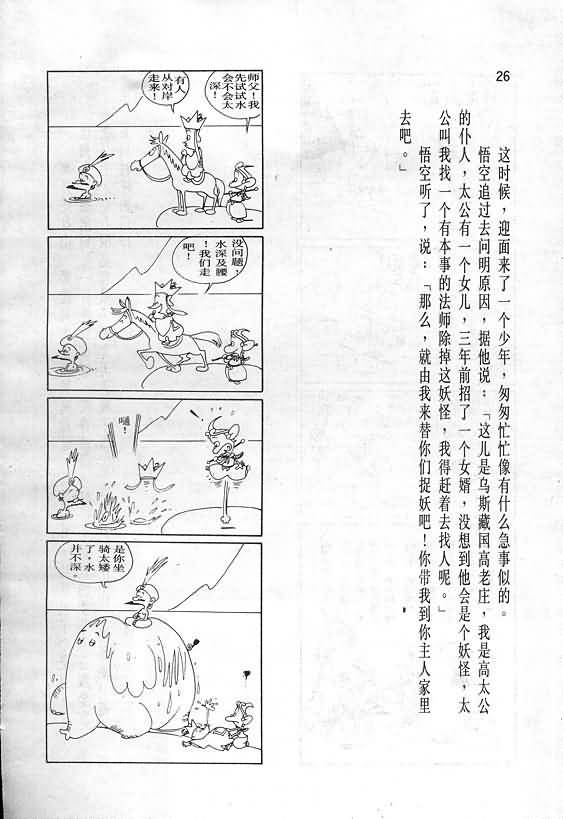 26
这时候，迎面来了一个少年，匆匆忙忙像有什么急事似的。
悟空追过去问明原因，据他说：「这儿是乌斯藏国高老庄，我是高太公
的仆人，太公有一个女儿，三年前招了一个女婿，没想到他会是个妖怪，太
公叫我找一个有本事的法师除掉这妖怪，我得赶着去找人呢。」
悟空听了，说：「那么，就由我来替你们捉妖吧！你带我到你主人家里
去吧。」
师父！我
先试试水
会不会太
深！
有人
从对岸
走来！
没问题，
水深及腰
！我们走
吧！
嗵！
是你坐
骑太矮
了，水
并不深。